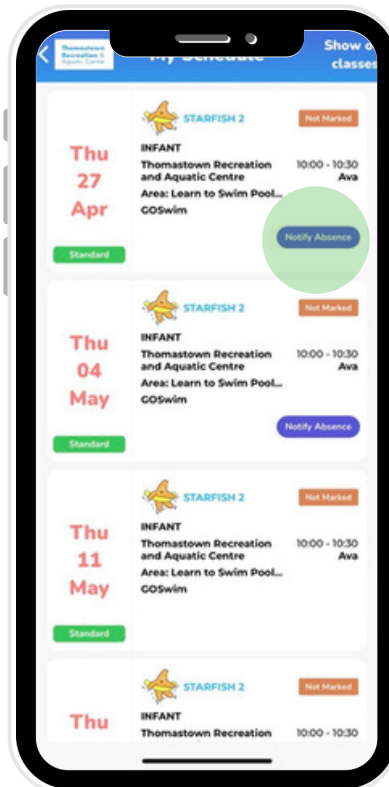 Thomastown
Recreation &
Aquatic Centre
My Schedule
Show o
classes
STARFISH 2
Not Marked
Thu
27
Apr
INFANT
Thomastown Recreation
and Aquatic Centre
10:00 - 10:30
Ava
Area: Learn to Swim Pool...
GOSwim
Notify Absence
Standard
STARFISH 2
Not Marked
Thu
04
May
INFANT
Thomastown Recreation
and Aquatic Centre
10:00 - 10:30
Ava
Area: Learn to Swim Pool...
GOSwim
Notify Absence
Standard
STARFISH 2
Not Marked
Thu
11
May
INFANT
Thomastown Recreation
and Aquatic Centre
10:00 - 10:30
Ava
Area: Learn to Swim Pool...
GOSwim
Standard
STARFISH 2
Not Marked
Thu
INFANT
Thomastown Recreation
10:00 - 10:30